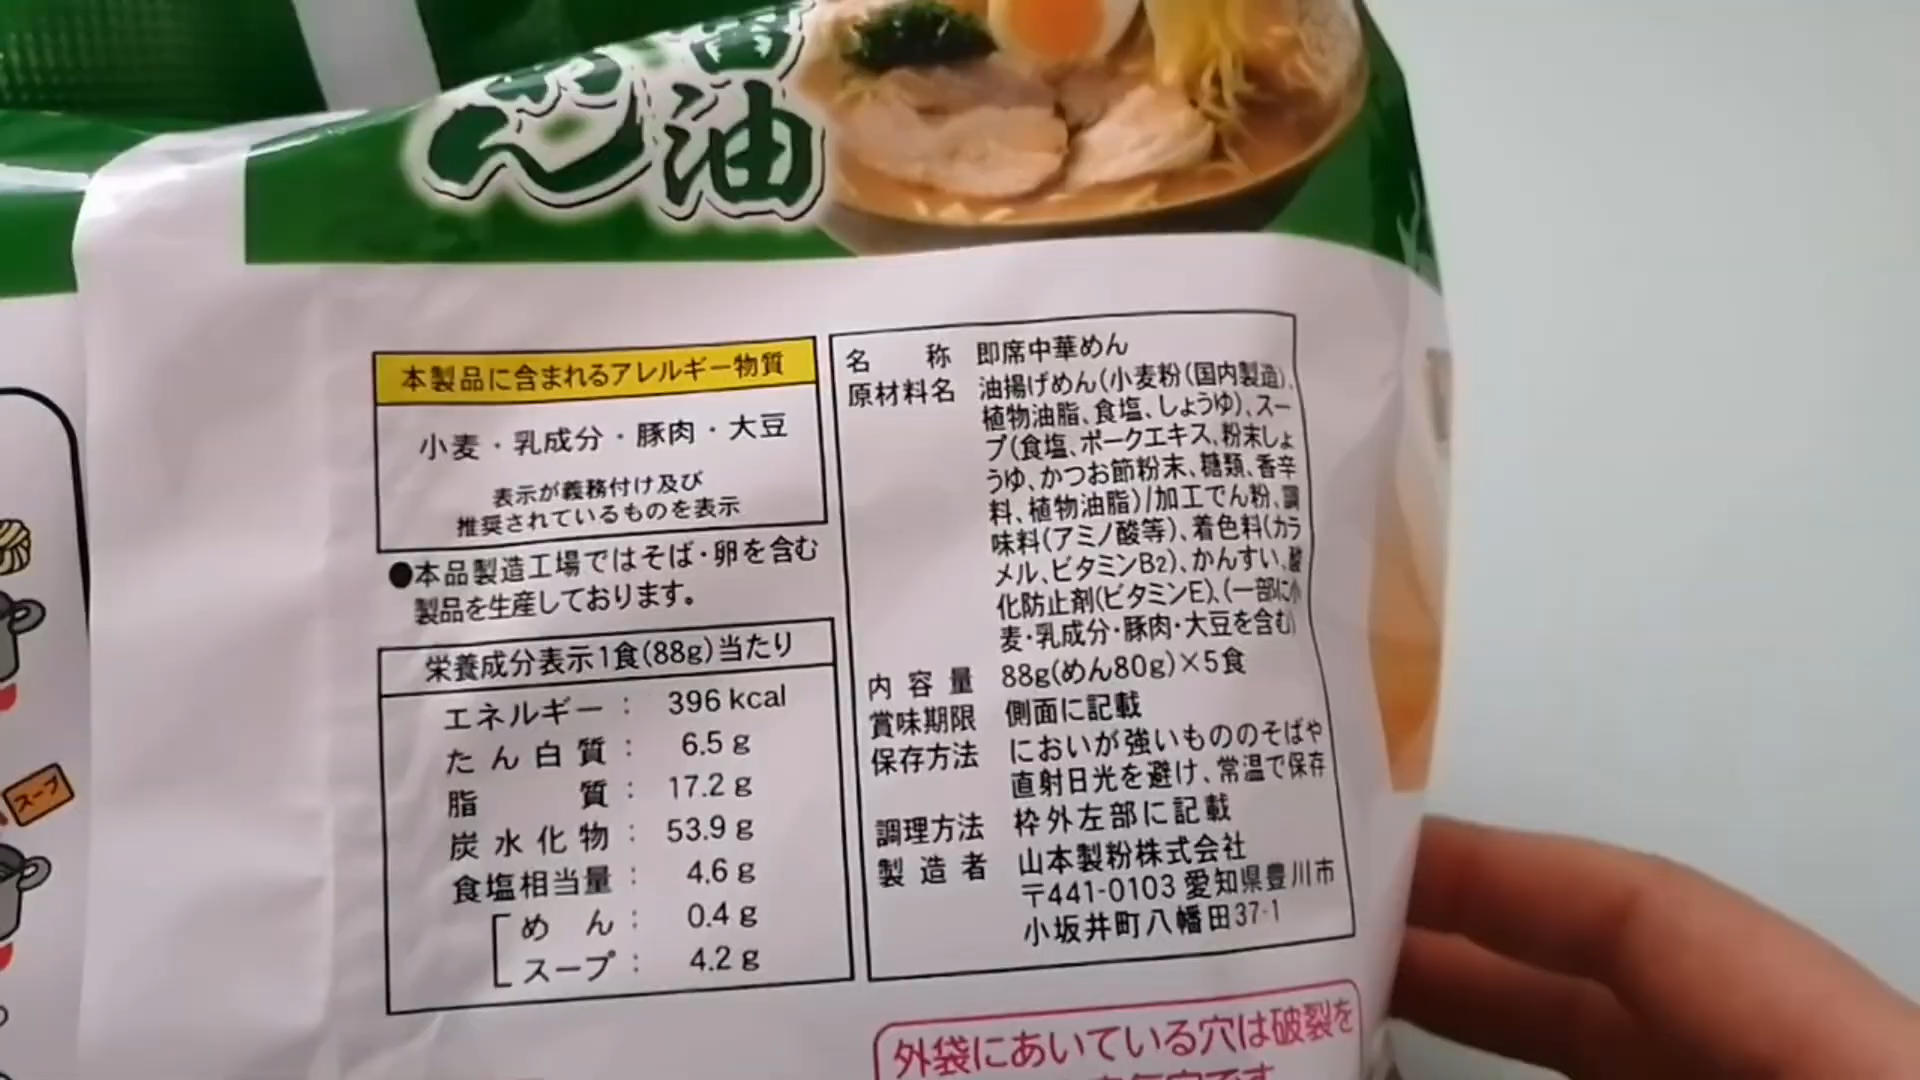 油
スープ
本製品に含まれるアレルギー物質
小麦・乳成分・豚肉・大豆
表示が義務付け及び
推奨されているものを表示
●本品製造工場ではそば・卵を含む
製品を生産しております。
栄養成分表示1食(88g)当たり
エネルギー： 396 kcal
たん白質： 6.5 g
脂質： 17.2 g
炭水化物： 53.9 g
食塩相当量： 4.6 g
めん： 0.4 g
スープ： 4.2 g
名称 即席中華めん
原材料名 油揚げめん(小麦粉(国内製造)、
植物油脂、食塩、しょうゆ)、スー
プ(食塩、ポークエキス、粉末しょ
うゆ、かつお節粉末、糖類、香辛
料、植物油脂)/加工でん粉、調
味料(アミノ酸等)、着色料(カラ
メル、ビタミンB2)、かんすい、酸
化防止剤(ビタミンE)、(一部に小
麦・乳成分・豚肉・大豆を含む)
内容量 88g(めん80g)×5食
賞味期限 側面に記載
保存方法 においが強いもののそばや
直射日光を避け、常温で保存
調理方法 枠外左部に記載
製造者 山本製粉株式会社
〒441-0103 愛知県豊川市
小坂井町八幡田37-1
外袋にあいている穴は破裂を